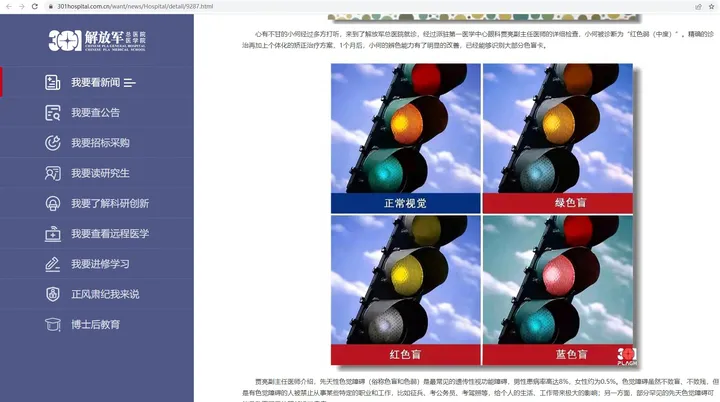 301hospital.com.cn/want/news/Hospital/detail/9287.html
301 解放军 总医院 医学院
CHINESE PLA GENERAL HOSPITAL
CHINESE PLA MEDICAL SCHOOL
我要看新闻
我要查公告
我要招标采购
我要读研究生
我要了解科研创新
我要查看远程医学
我要进修学习
正风肃纪我来说
博士后教育
心有不甘的小何经过多方打听，来到了解放军总医院就诊，经过派驻第一医学中心眼科贾亮副主任医师的详细检查，小何被诊断为“红色弱（中度）”。精确的诊
治再加上个体化的矫正治疗方案，1个月后，小何的辨色能力有了明显的改善，已经能够识别大部分色盲卡。
正常视觉
绿色盲
红色盲
蓝色盲
301
PLAGH
贾亮副主任医师介绍，先天性色觉障碍（俗称色盲和色弱）是最常见的遗传性视功能障碍，男性患病率高达8%，女性约为0.5%。色觉障碍虽然不致盲、不致残，但
是有色觉障碍的人被禁止从事某些特定的职业和工作，比如征兵、考公务员、考驾照等，给个人的生活、工作带来极大的影响；另一方面，部分罕见的先天色觉障碍可